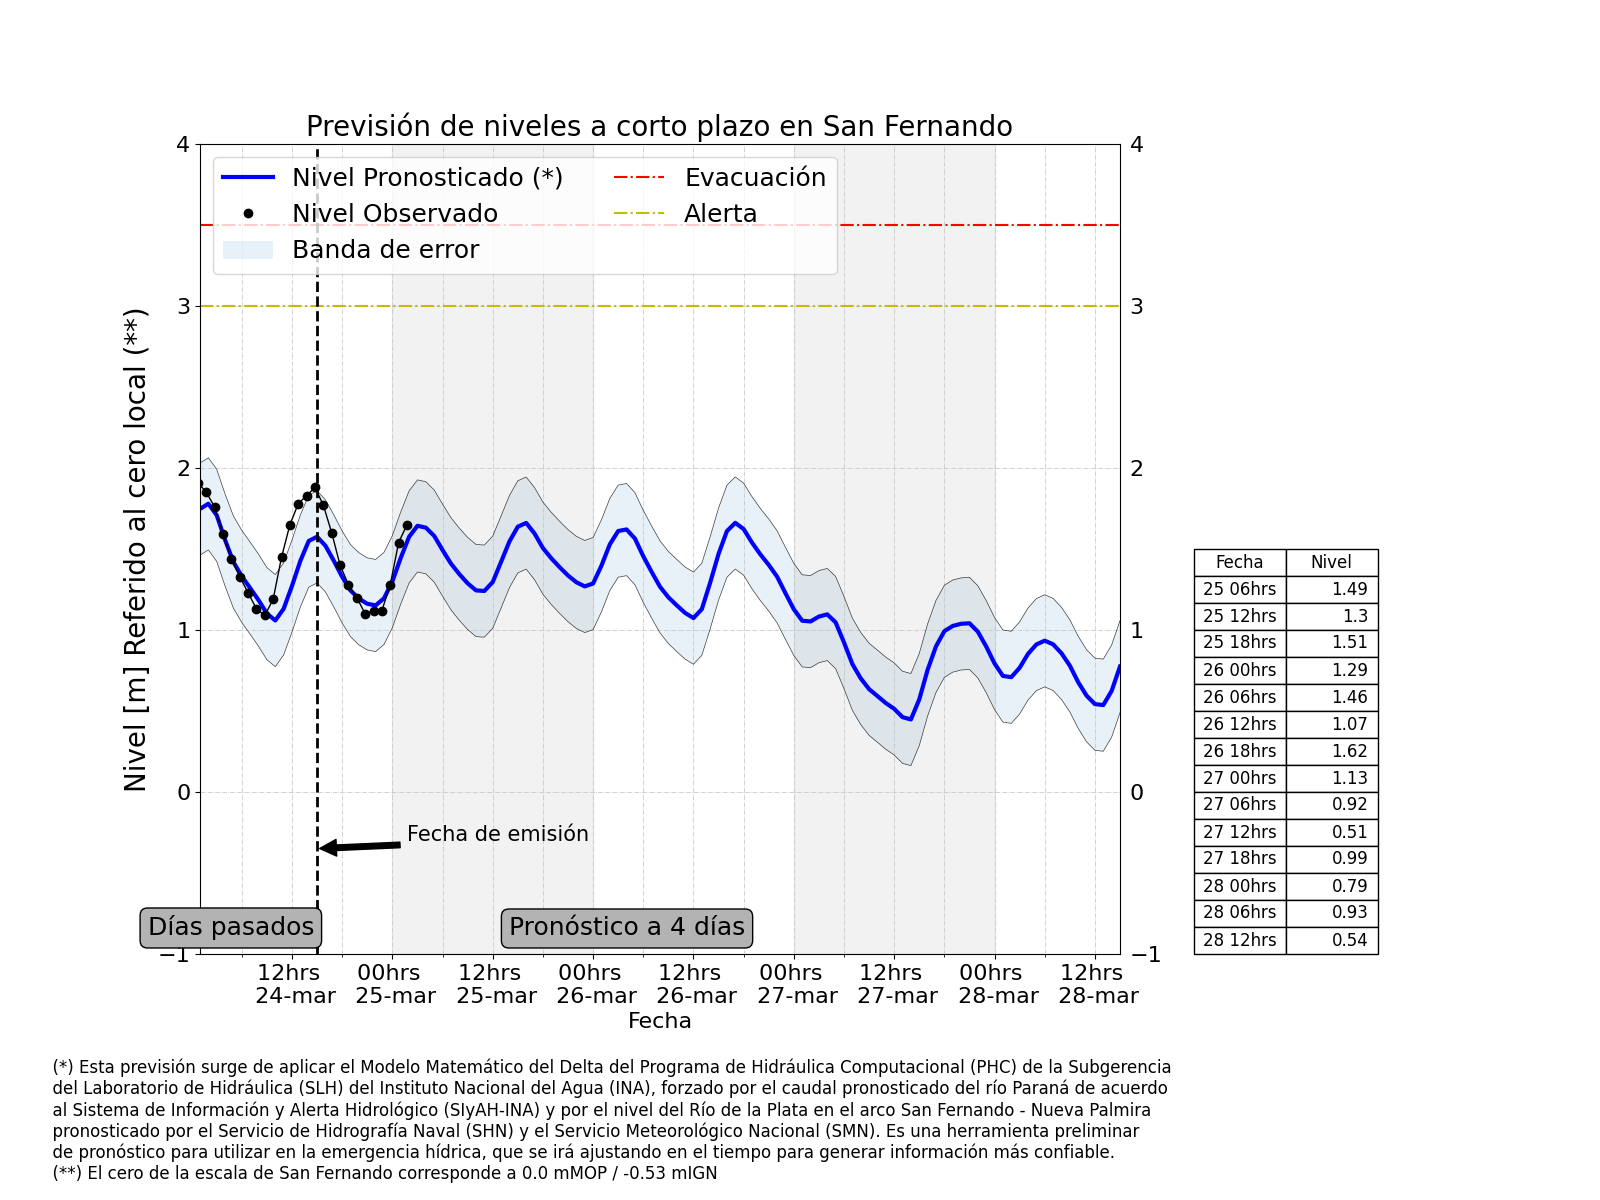 Previsión de niveles a corto plazo en San Fernando
Nivel Pronosticado (*)
Nivel Observado
Banda de error
Evacuación
Alerta
Nivel [m] Referido al cero local (**)
4
3
2
1
0
−1
4
3
2
1
0
−1
Fecha de emisión
Días pasados
Pronóstico a 4 días
12hrs
24-mar
00hrs
25-mar
12hrs
25-mar
00hrs
26-mar
12hrs
26-mar
00hrs
27-mar
12hrs
27-mar
00hrs
28-mar
12hrs
28-mar
Fecha
Fecha Nivel
25 06hrs 1.49
25 12hrs 1.3
25 18hrs 1.51
26 00hrs 1.29
26 06hrs 1.46
26 12hrs 1.07
26 18hrs 1.62
27 00hrs 1.13
27 06hrs 0.92
27 12hrs 0.51
27 18hrs 0.99
28 00hrs 0.79
28 06hrs 0.93
28 12hrs 0.54
(*) Esta previsión surge de aplicar el Modelo Matemático del Delta del Programa de Hidráulica Computacional (PHC) de la Subgerencia
del Laboratorio de Hidráulica (SLH) del Instituto Nacional del Agua (INA), forzado por el caudal pronosticado del río Paraná de acuerdo
al Sistema de Información y Alerta Hidrológico (SIyAH-INA) y por el nivel del Río de la Plata en el arco San Fernando - Nueva Palmira
pronosticado por el Servicio de Hidrografía Naval (SHN) y el Servicio Meteorológico Nacional (SMN). Es una herramienta preliminar
de pronóstico para utilizar en la emergencia hídrica, que se irá ajustando en el tiempo para generar información más confiable.
(**) El cero de la escala de San Fernando corresponde a 0.0 mMOP / -0.53 mIGN